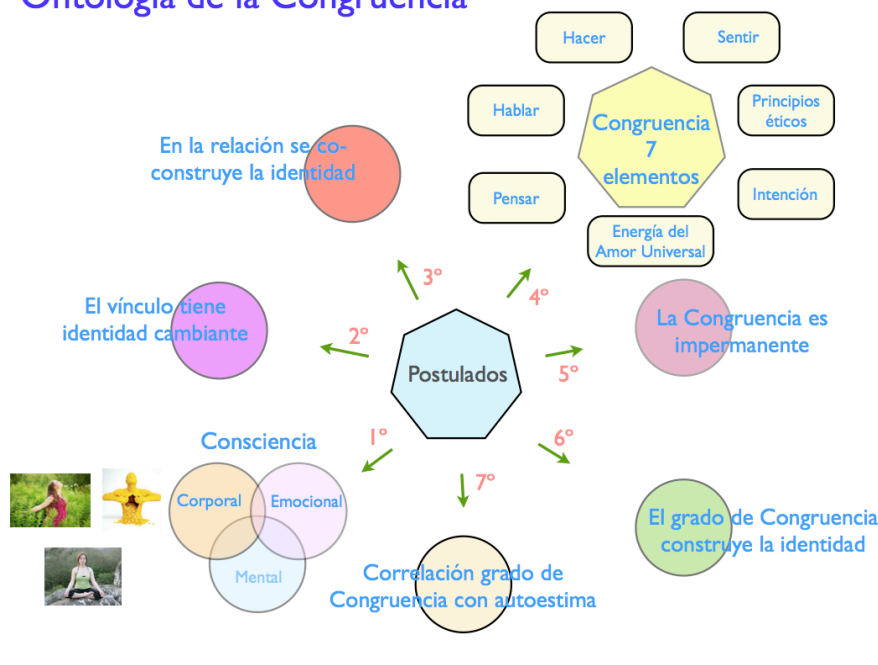 Ontología de la Congruencia
Hacer
Sentir
Hablar
Principios
éticos
Congruencia
7
elementos
Pensar
Intención
Energía del
Amor Universal
En la relación se co-
construye la identidad
3º
4º
El vínculo tiene
identidad cambiante
2º
La Congruencia es
impermanente
5º
Postulados
1º
6º
7º
Consciencia
Corporal
Emocional
Mental
El grado de Congruencia
construye la identidad
Correlación grado de
Congruencia con autoestima